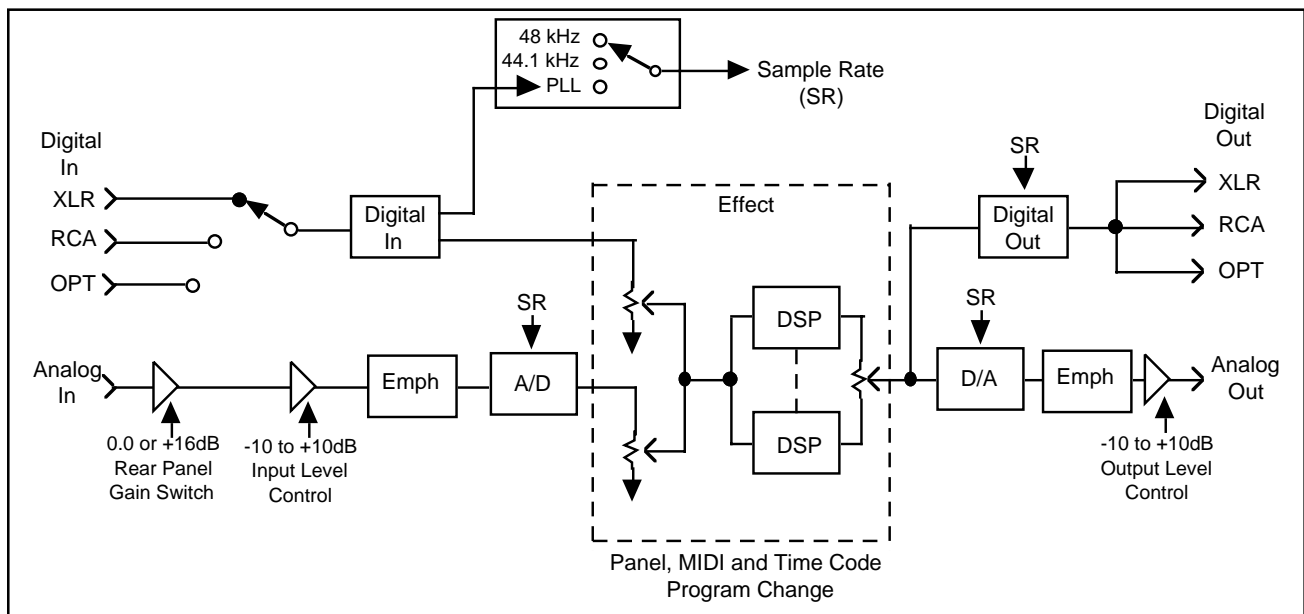 48 kHz
44.1 kHz
PLL
Sample Rate
(SR)
Digital
In
XLR
RCA
OPT
Digital
In
Effect
SR
Digital
Out
Digital
Out
XLR
RCA
OPT
Analog
In
0.0 or +16dB
Rear Panel
Gain Switch
-10 to +10dB
Input Level
Control
Emph
SR
A/D
DSP
DSP
SR
D/A
Emph
Analog
Out
-10 to +10dB
Output Level
Control
Panel, MIDI and Time Code
Program Change